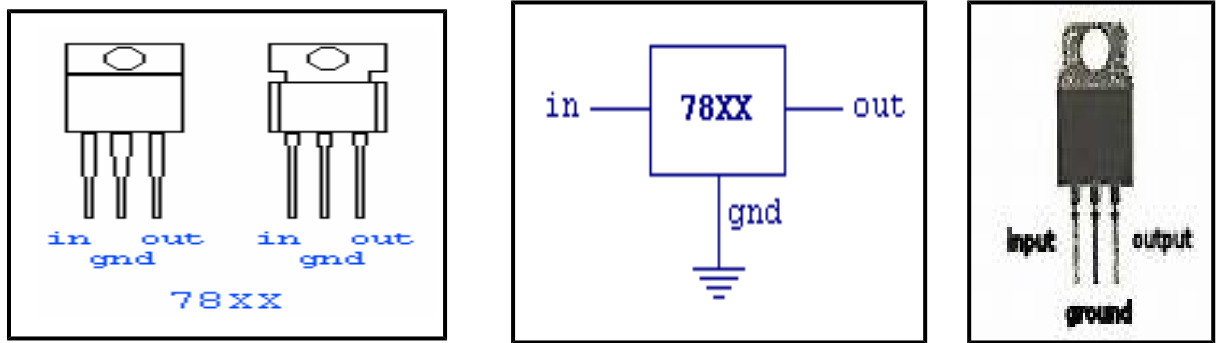 in out in out
gnd gnd
78XX
in 78XX out
gnd
input output
ground